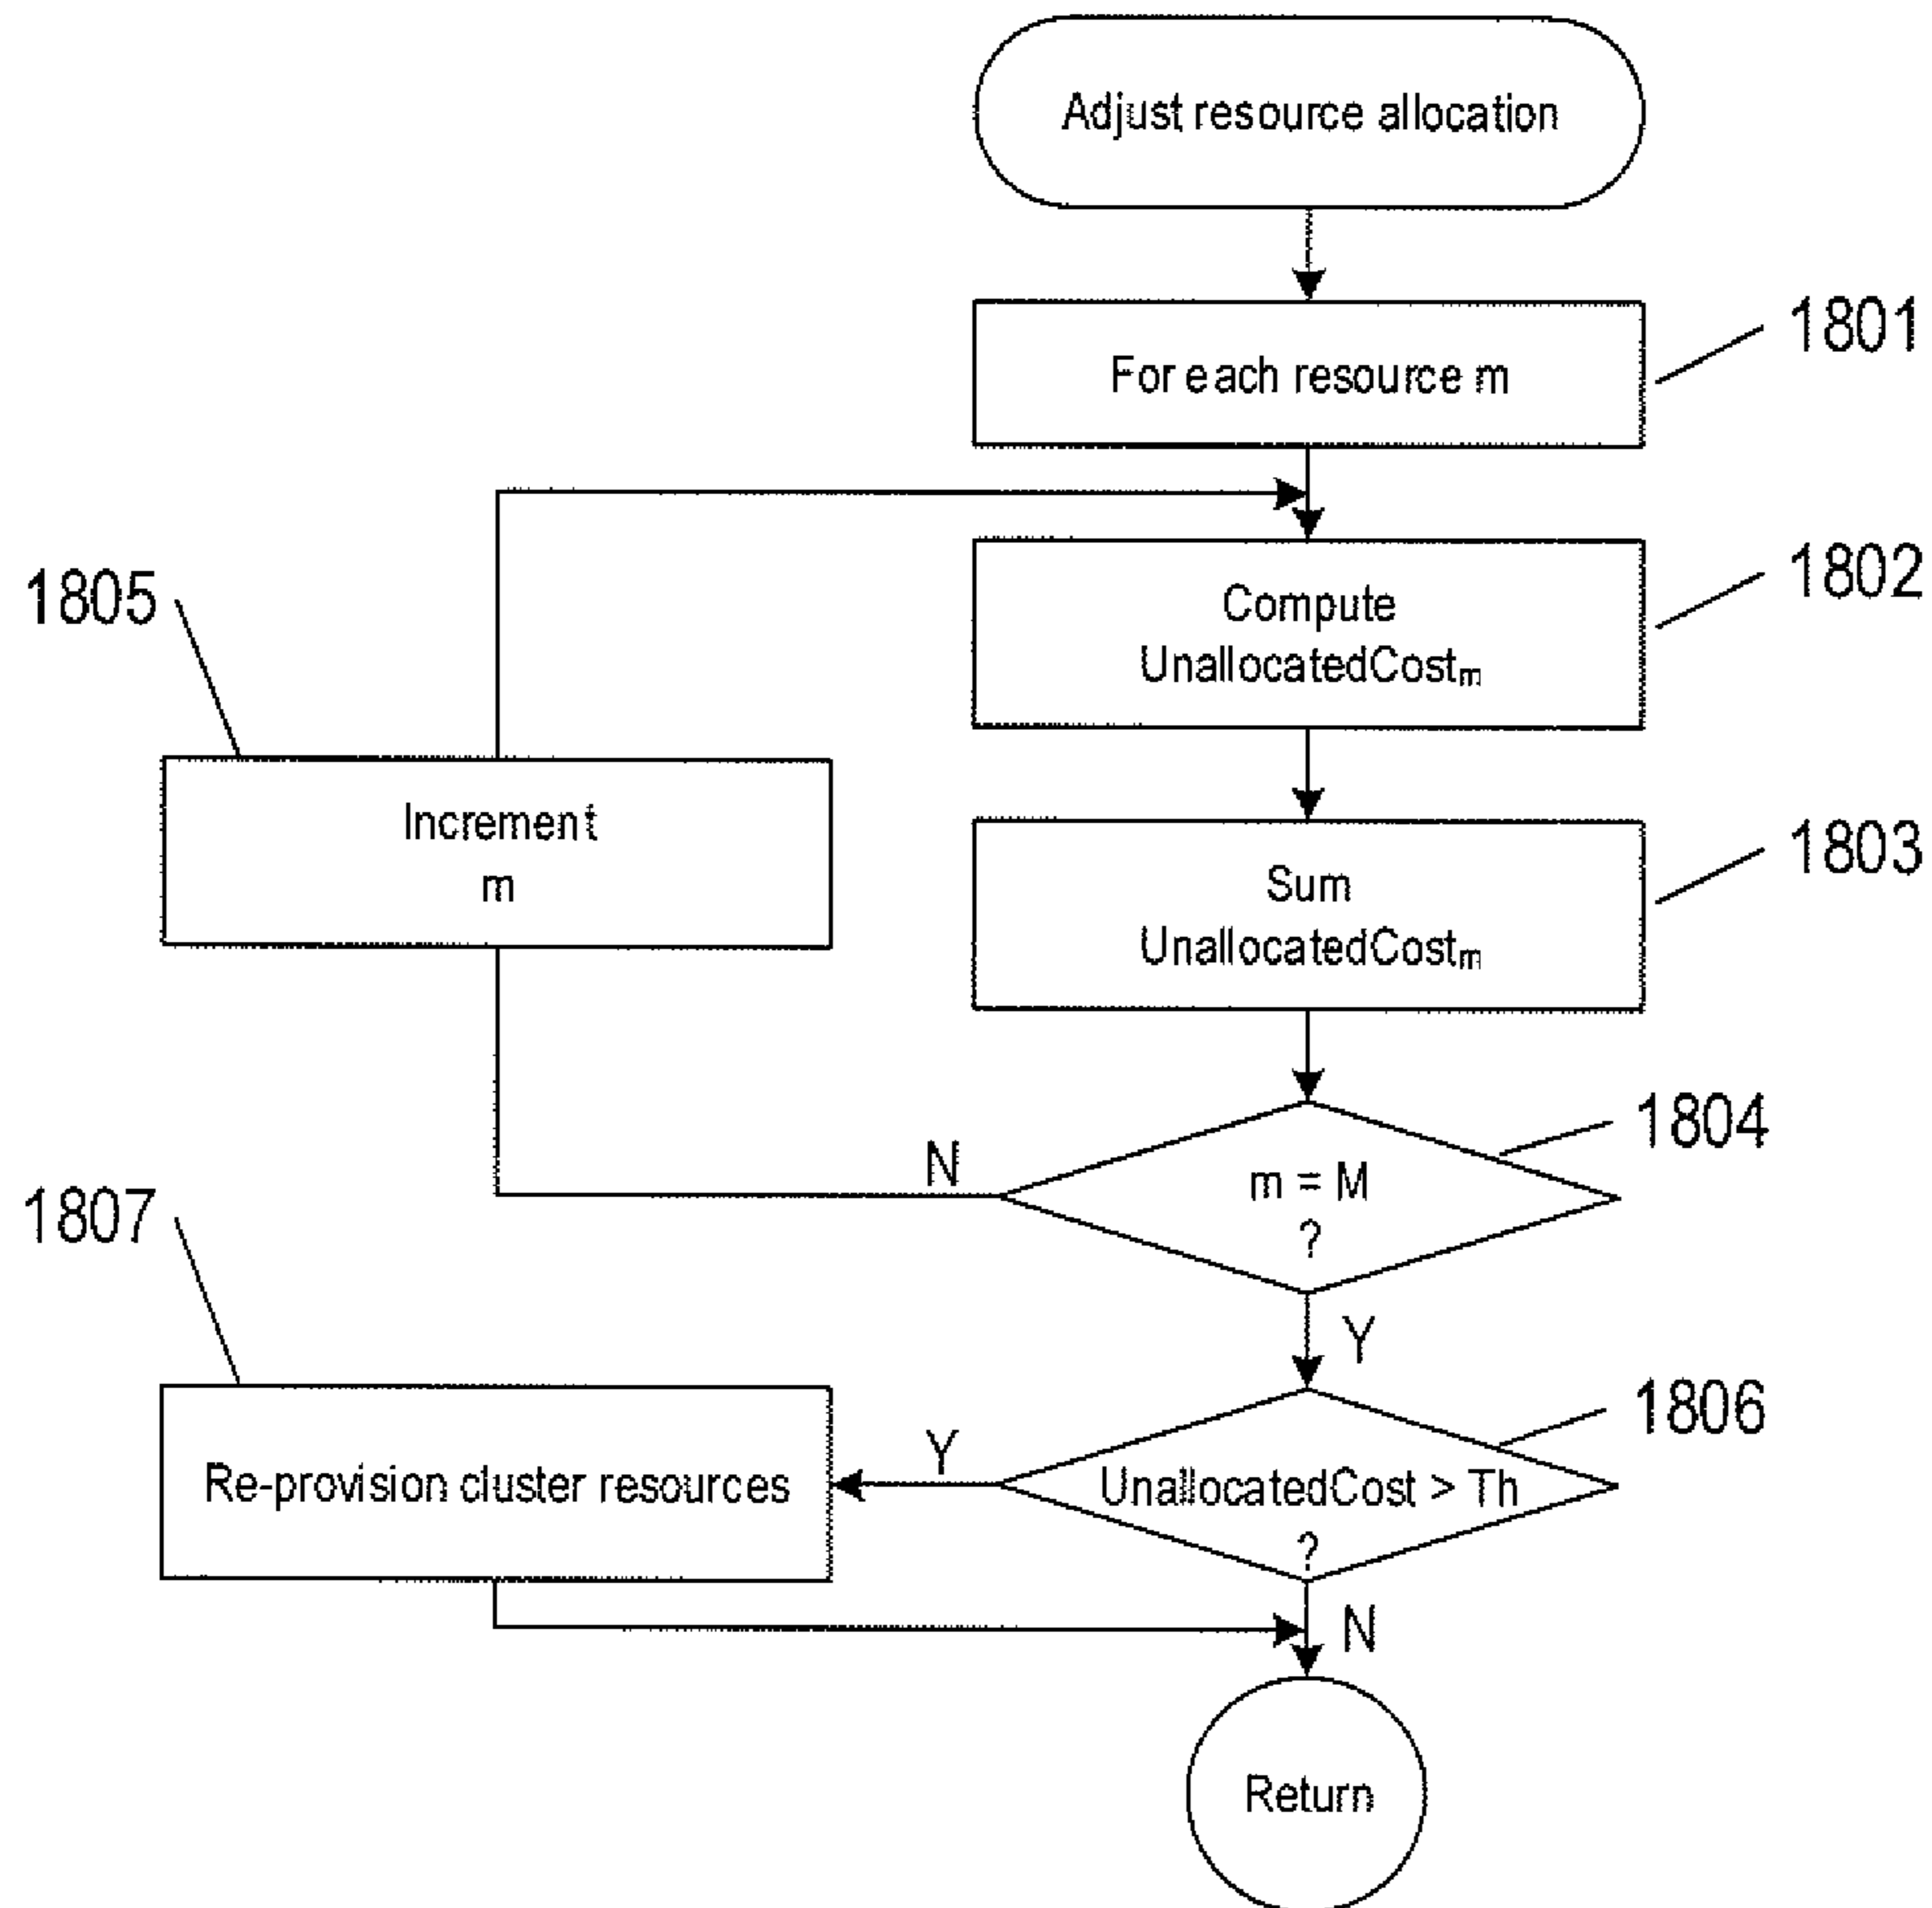 Adjust resource allocation
For each resource m
1801
Compute
UnallocatedCostₘ
1802
1805
Increment
m
Sum
UnallocatedCostₘ
1803
N
m = M
?
1804
Y
1807
Re-provision cluster resources
Y
UnallocatedCost > Th
?
1806
N
Return